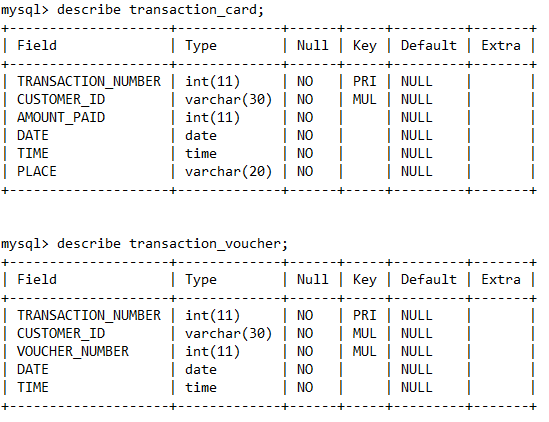 mysql> describe transaction_card;
+--------------------+-------------+------+-----+---------+-------+
| Field              | Type        | Null | Key | Default | Extra |
+--------------------+-------------+------+-----+---------+-------+
| TRANSACTION_NUMBER | int(11)     | NO   | PRI | NULL    |       |
| CUSTOMER_ID        | varchar(30) | NO   | MUL | NULL    |       |
| AMOUNT_PAID        | int(11)     | NO   |     | NULL    |       |
| DATE               | date        | NO   |     | NULL    |       |
| TIME               | time        | NO   |     | NULL    |       |
| PLACE              | varchar(20) | NO   |     | NULL    |       |
+--------------------+-------------+------+-----+---------+-------+
mysql> describe transaction_voucher;
+--------------------+-------------+------+-----+---------+-------+
| Field              | Type        | Null | Key | Default | Extra |
+--------------------+-------------+------+-----+---------+-------+
| TRANSACTION_NUMBER | int(11)     | NO   | PRI | NULL    |       |
| CUSTOMER_ID        | varchar(30) | NO   | MUL | NULL    |       |
| VOUCHER_NUMBER     | int(11)     | NO   | MUL | NULL    |       |
| DATE               | date        | NO   |     | NULL    |       |
| TIME               | time        | NO   |     | NULL    |       |
+--------------------+-------------+------+-----+---------+-------+